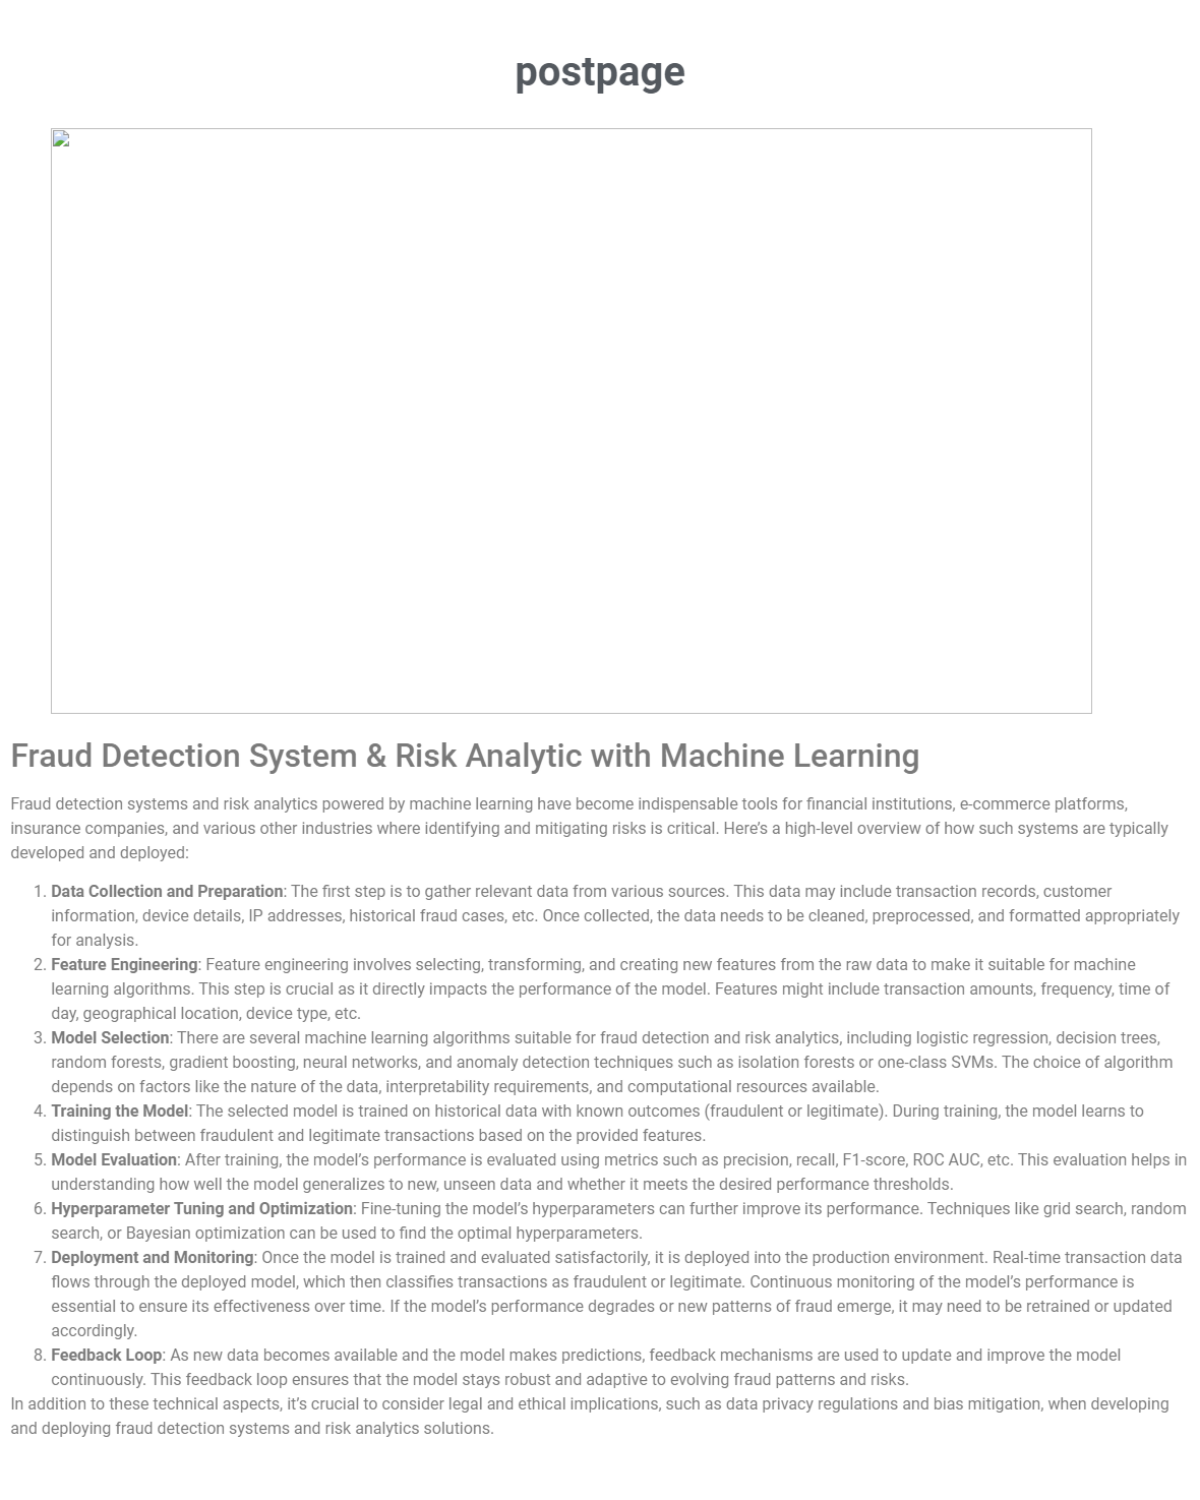 postpage
Fraud Detection System & Risk Analytic with Machine Learning
Fraud detection systems and risk analytics powered by machine learning have become indispensable tools for financial institutions, e-commerce platforms,
insurance companies, and various other industries where identifying and mitigating risks is critical. Here’s a high-level overview of how such systems are typically
developed and deployed:
1. Data Collection and Preparation: The first step is to gather relevant data from various sources. This data may include transaction records, customer
information, device details, IP addresses, historical fraud cases, etc. Once collected, the data needs to be cleaned, preprocessed, and formatted appropriately
for analysis.
2. Feature Engineering: Feature engineering involves selecting, transforming, and creating new features from the raw data to make it suitable for machine
learning algorithms. This step is crucial as it directly impacts the performance of the model. Features might include transaction amounts, frequency, time of
day, geographical location, device type, etc.
3. Model Selection: There are several machine learning algorithms suitable for fraud detection and risk analytics, including logistic regression, decision trees,
random forests, gradient boosting, neural networks, and anomaly detection techniques such as isolation forests or one-class SVMs. The choice of algorithm
depends on factors like the nature of the data, interpretability requirements, and computational resources available.
4. Training the Model: The selected model is trained on historical data with known outcomes (fraudulent or legitimate). During training, the model learns to
distinguish between fraudulent and legitimate transactions based on the provided features.
5. Model Evaluation: After training, the model’s performance is evaluated using metrics such as precision, recall, F1-score, ROC AUC, etc. This evaluation helps in
understanding how well the model generalizes to new, unseen data and whether it meets the desired performance thresholds.
6. Hyperparameter Tuning and Optimization: Fine-tuning the model’s hyperparameters can further improve its performance. Techniques like grid search, random
search, or Bayesian optimization can be used to find the optimal hyperparameters.
7. Deployment and Monitoring: Once the model is trained and evaluated satisfactorily, it is deployed into the production environment. Real-time transaction data
flows through the deployed model, which then classifies transactions as fraudulent or legitimate. Continuous monitoring of the model’s performance is
essential to ensure its effectiveness over time. If the model’s performance degrades or new patterns of fraud emerge, it may need to be retrained or updated
accordingly.
8. Feedback Loop: As new data becomes available and the model makes predictions, feedback mechanisms are used to update and improve the model
continuously. This feedback loop ensures that the model stays robust and adaptive to evolving fraud patterns and risks.
In addition to these technical aspects, it’s crucial to consider legal and ethical implications, such as data privacy regulations and bias mitigation, when developing
and deploying fraud detection systems and risk analytics solutions.